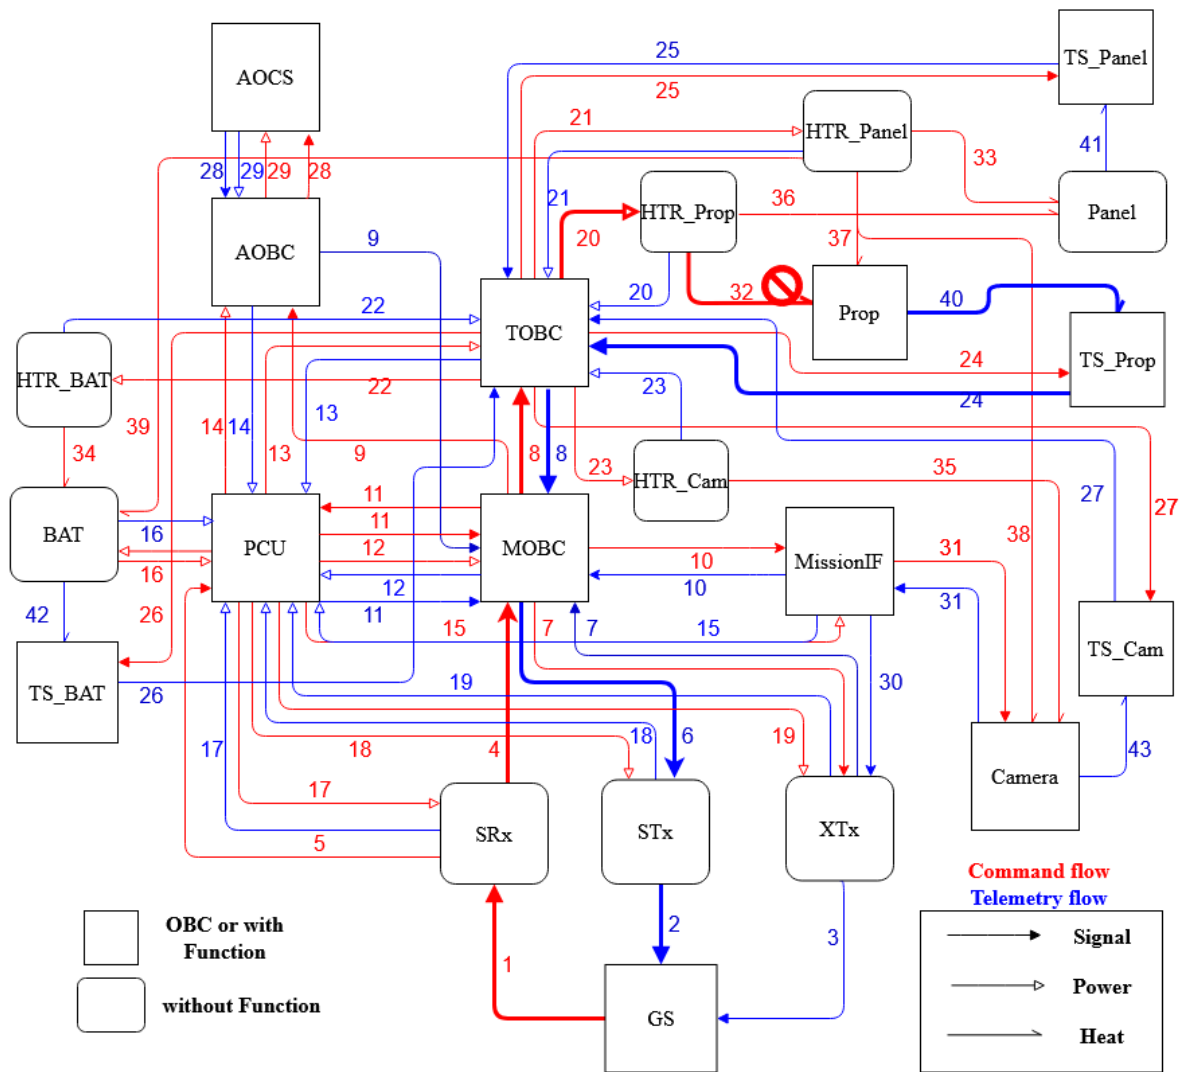 25
TS_Panel
AOCS
25
21
HTR_Panel
41
33
28
29
29
28
21
HTR_Prop
36
Panel
20
37
9
AOBC
20
32
40
Prop
22
TOBC
24
TS_Prop
HTR_BAT
22
23
24
13
39
14
14
13
9
8
8
34
23
HTR_Cam
35
11
27
27
BAT
16
PCU
11
MOBC
38
MissionIF
31
12
10
16
12
10
31
42
11
26
15
7
7
15
TS_Cam
TS_BAT
26
19
30
17
18
4
18
6
19
43
Camera
17
SRx
STx
XTx
5
Command flow
Telemetry flow
OBC or with
Function
2
3
Signal
1
Power
without Function
GS
Heat